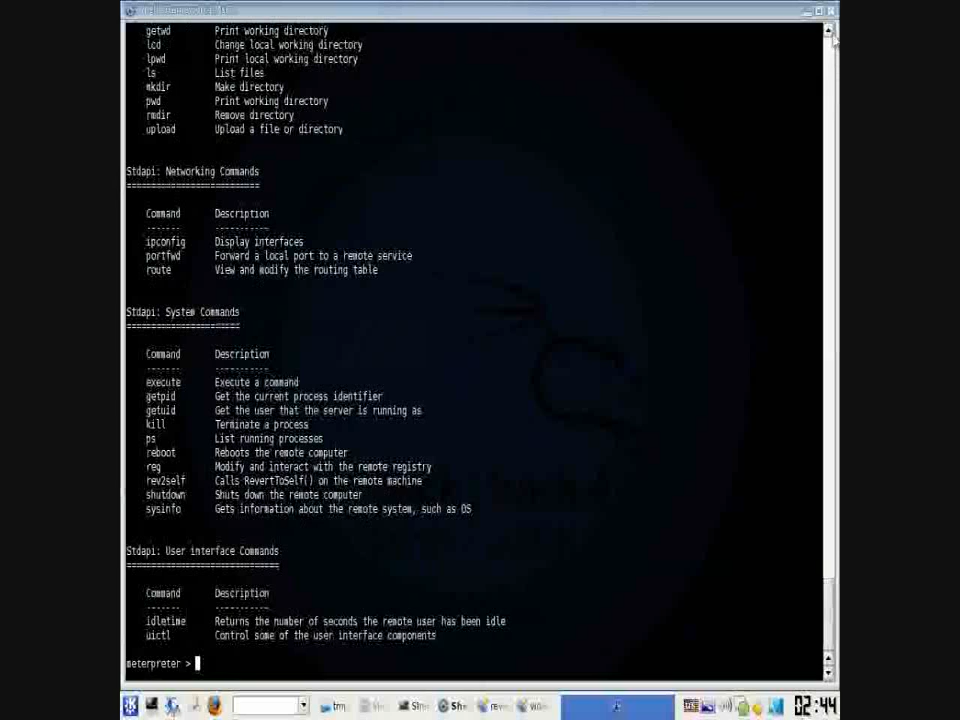 getwd Print working directory
lcd Change local working directory
lpwd Print local working directory
ls List files
mkdir Make directory
pwd Print working directory
rmdir Remove directory
upload Upload a file or directory
Stdapi: Networking Commands
===========================
Command Description
------- -----------
ipconfig Display interfaces
portfwd Forward a local port to a remote service
route View and modify the routing table
Stdapi: System Commands
=======================
Command Description
------- -----------
execute Execute a command
getpid Get the current process identifier
getuid Get the user that the server is running as
kill Terminate a process
ps List running processes
reboot Reboots the remote computer
reg Modify and interact with the remote registry
rev2self Calls RevertToSelf() on the remote machine
shutdown Shuts down the remote computer
sysinfo Gets information about the remote system, such as OS
Stdapi: User interface Commands
===============================
Command Description
------- -----------
idletime Returns the number of seconds the remote user has been idle
uictl Control some of the user interface components
meterpreter >
02:44